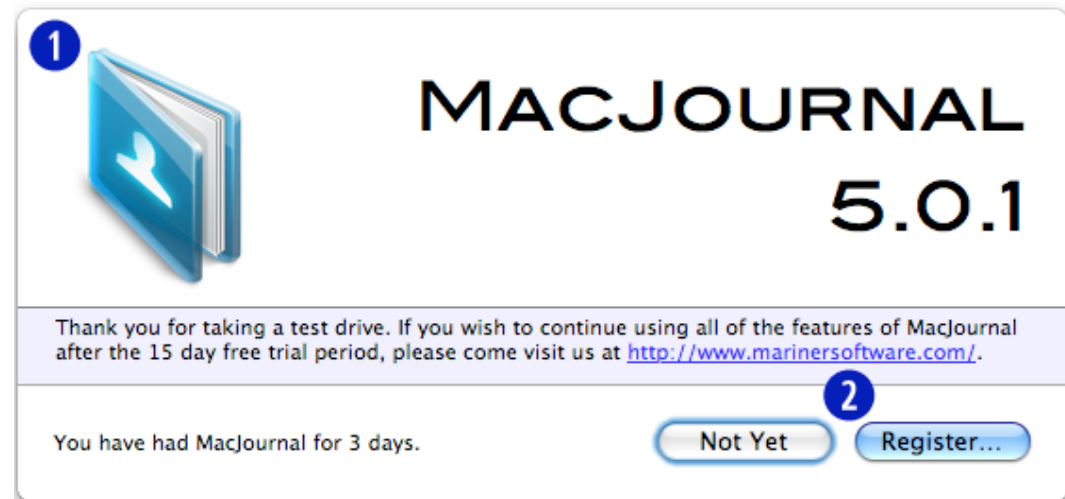 1
MACJOURNAL
5.0.1
Thank you for taking a test drive. If you wish to continue using all of the features of MacJournal
after the 15 day free trial period, please come visit us at http://www.marinersoftware.com/.
2
You have had MacJournal for 3 days.
Not Yet
Register...